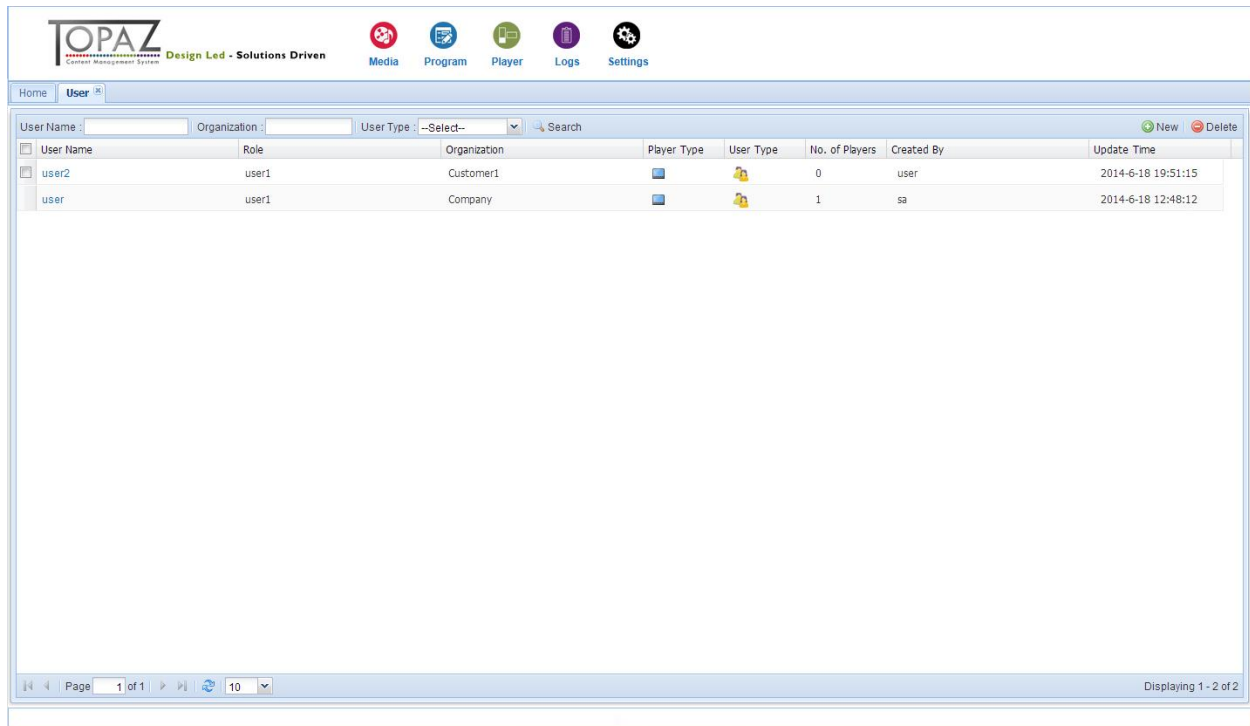 TOPAZ
Content Management System
Design Led - Solutions Driven
Media Program Player Logs Settings
Home User
User Name : Organization : User Type : --Select-- Search New Delete
User Name Role Organization Player Type User Type No. of Players Created By Update Time
user2 user1 Customer1 0 user 2014-6-18 19:51:15
user user1 Company 1 sa 2014-6-18 12:48:12
Page 1 of 1 10 Displaying 1 - 2 of 2